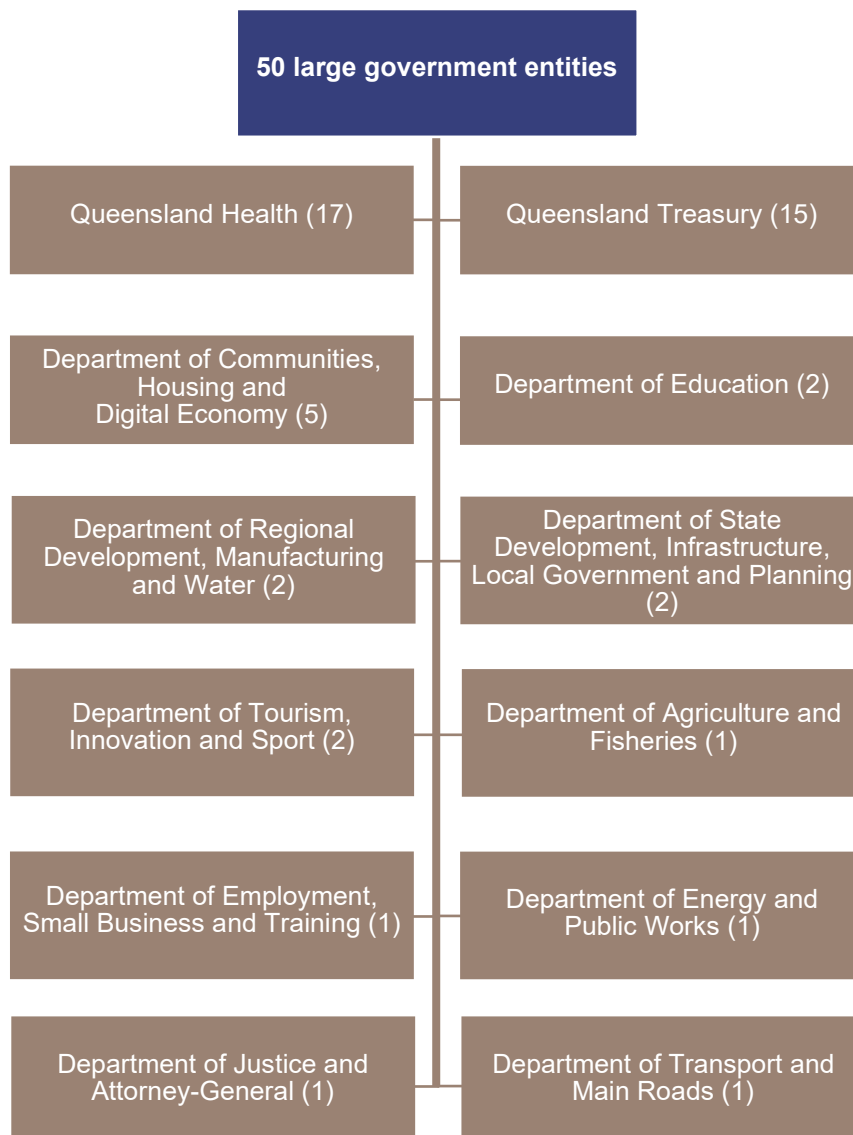 50 large government entities
Queensland Health (17)
Queensland Treasury (15)
Department of Communities,
Housing and
Digital Economy (5)
Department of Education (2)
Department of Regional
Development, Manufacturing
and Water (2)
Department of State
Development, Infrastructure,
Local Government and Planning
(2)
Department of Tourism,
Innovation and Sport (2)
Department of Agriculture and
Fisheries (1)
Department of Employment,
Small Business and Training (1)
Department of Energy and
Public Works (1)
Department of Justice and
Attorney-General (1)
Department of Transport and
Main Roads (1)